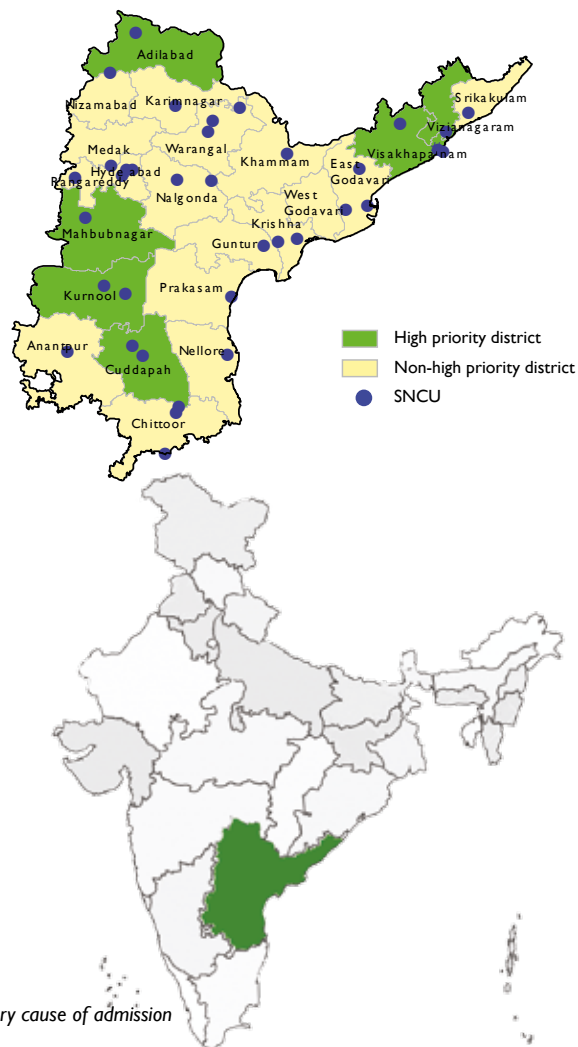 Adilabad
Srikakulam
Nizamabad
Karimnagar
Vizianagaram
Medak
Warangal
Khammam
Visakhapatnam
East
Hyderabad
Godavari
Rangareddy
Nalgonda
West
Godavari
Krishna
Mahbubnagar
Guntur
Prakasam
Kurnool
High priority district
Anantpur
Nellore
Non-high priority district
Cuddapah
SNCU
Chittoor
ry cause of admission